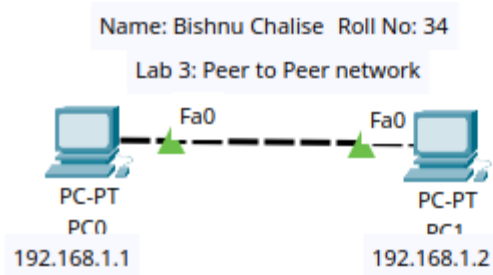 Name: Bishnu Chalise Roll No: 34
Lab 3: Peer to Peer network
Fa0
Fa0
PC-PT
PC0
PC-PT
PC1
192.168.1.1
192.168.1.2